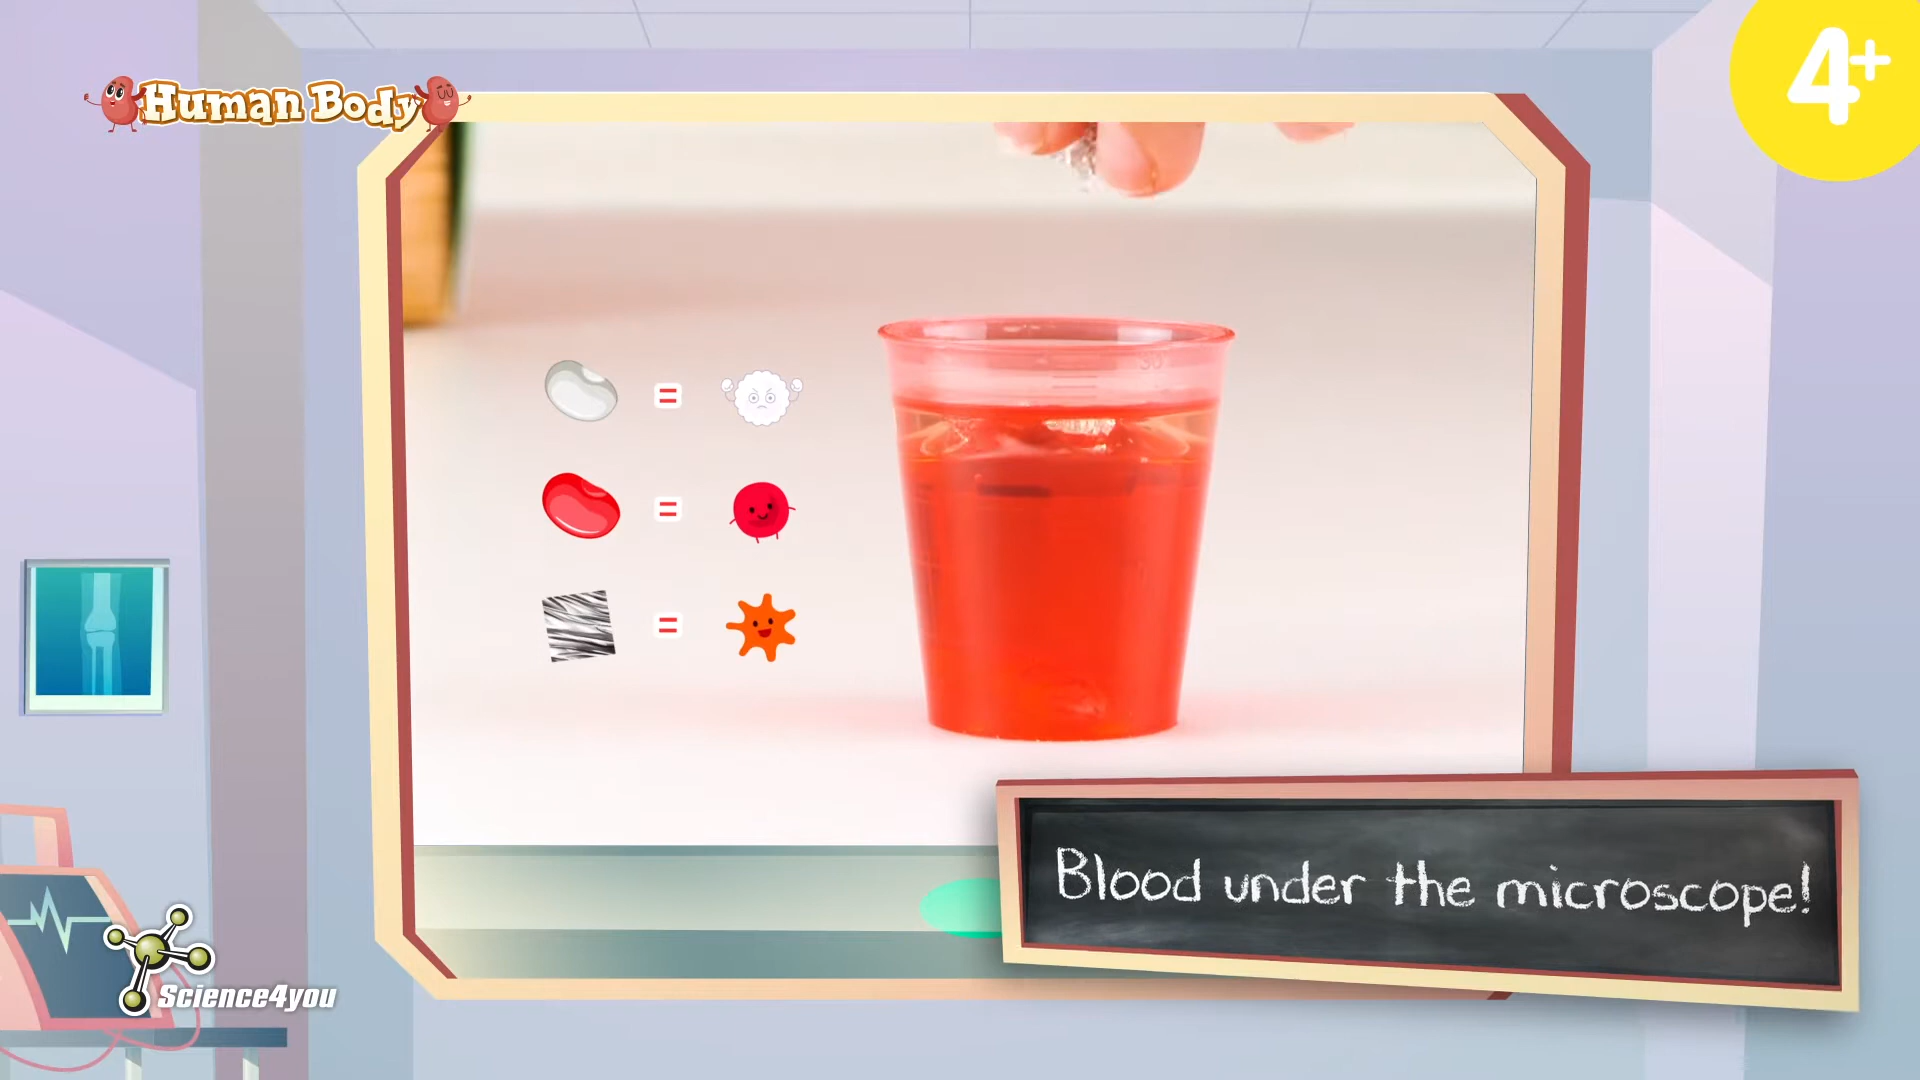 Human Body
4+
=
=
=
Blood under the microscope!
Science4you